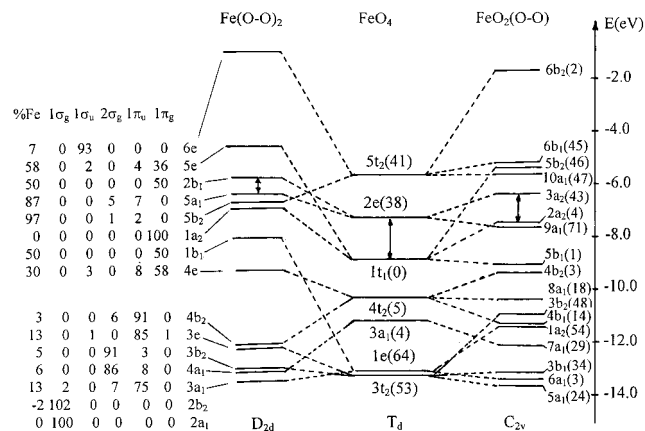 Fe(O-O)2 FeO4 FeO2(O-O) E(eV)
6b2(2) -2.0
%Fe 1σg 1σu 2σg 1πu 1πg
-4.0
7 0 93 0 0 0 6e
58 0 2 0 4 36 5e
50 0 0 0 0 50 2b1
87 0 5 7 0 5a1
97 0 1 2 0 5b2
0 0 0 0 0 100 1a2
50 0 0 0 0 50 1b1
30 0 3 0 8 58 4e
5t2(41)
2e(38)
1t1(0)
6b1(45)
5b2(46)
10a1(47)
-6.0
3a2(43)
2a2(4)
9a1(71)
-8.0
5b1(1)
4b2(3)
8a1(18)
-10.0
3b2(48)
4b1(14)
1a2(54)
7a1(29)
-12.0
3b1(34)
6a1(3)
5a1(24)
-14.0
4t2(5)
3a1(4)
1e(64)
3t2(53)
3 0 0 6 91 0 4b2
13 0 1 0 85 1 3e
5 0 0 91 3 0 3b2
6 0 0 86 8 0 4a1
13 2 0 7 75 0 3a1
-2 102 0 0 0 0 2b2
0 100 0 0 0 0 2a1
D2d Td C2v